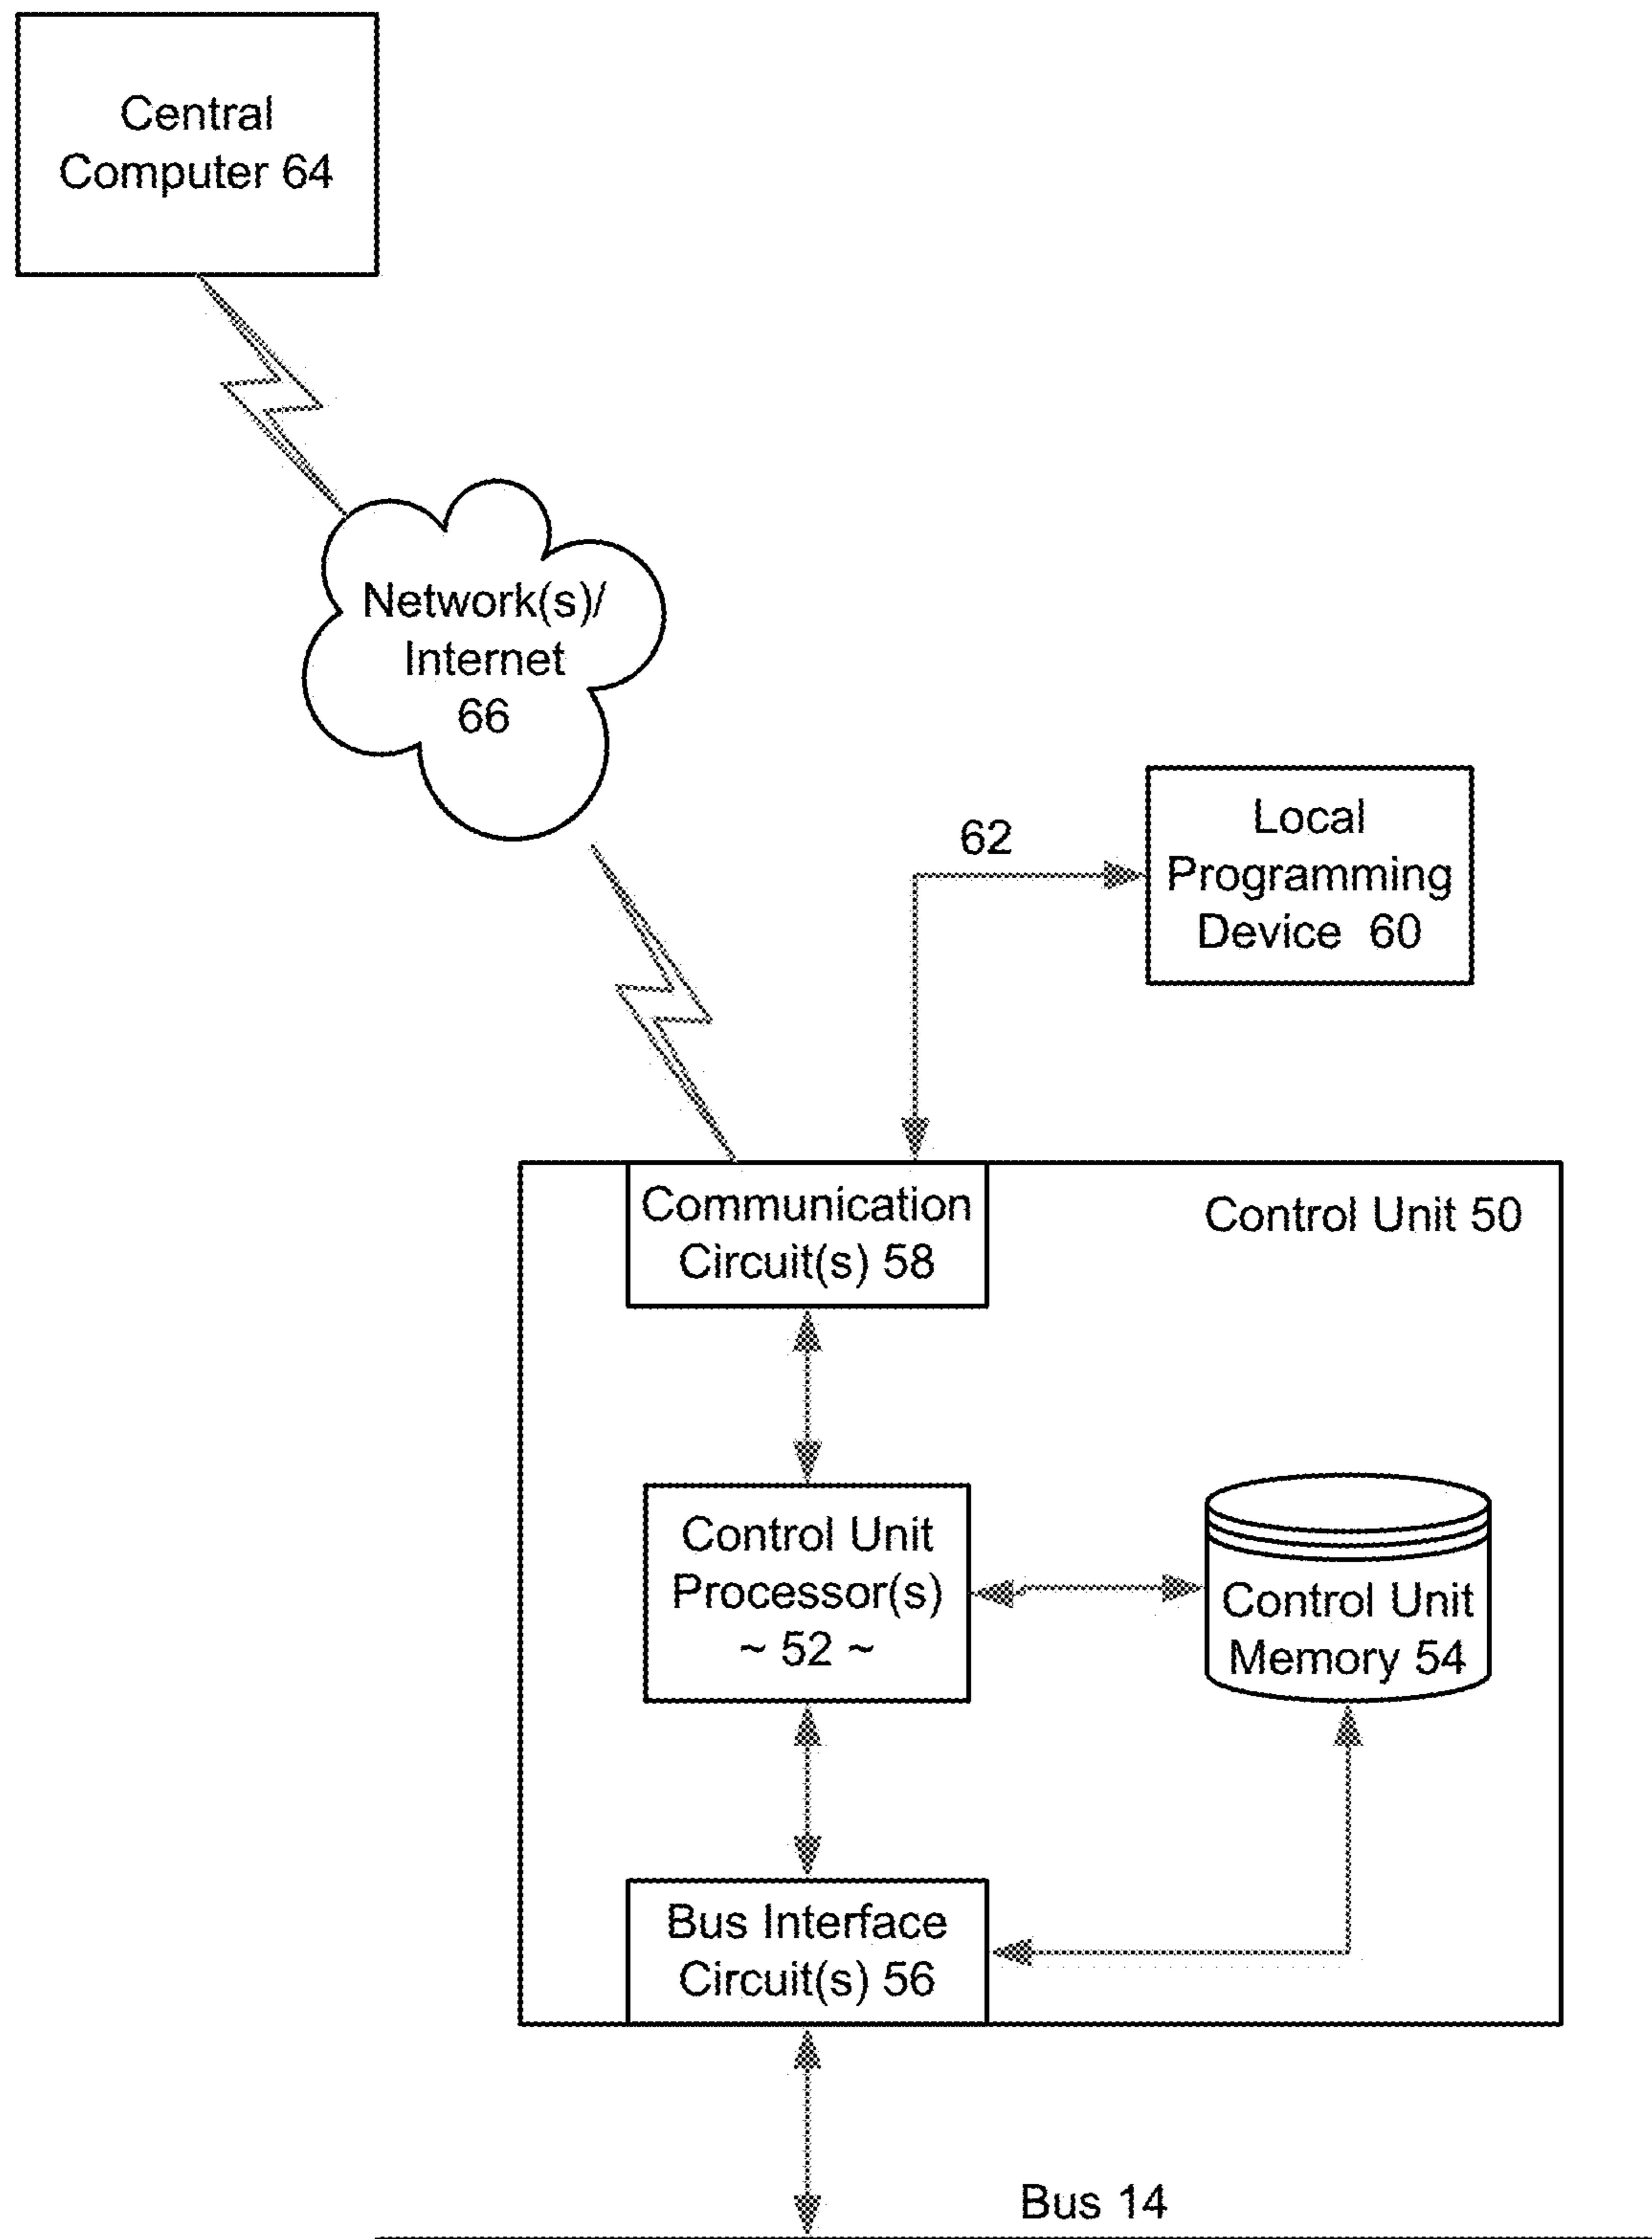 Central
Computer 64
Network(s)/
Internet
66
62
Local
Programming
Device 60
Communication
Circuit(s) 58
Control Unit 50
Control Unit
Processor(s)
~ 52 ~
Control Unit
Memory 54
Bus Interface
Circuit(s) 56
Bus 14